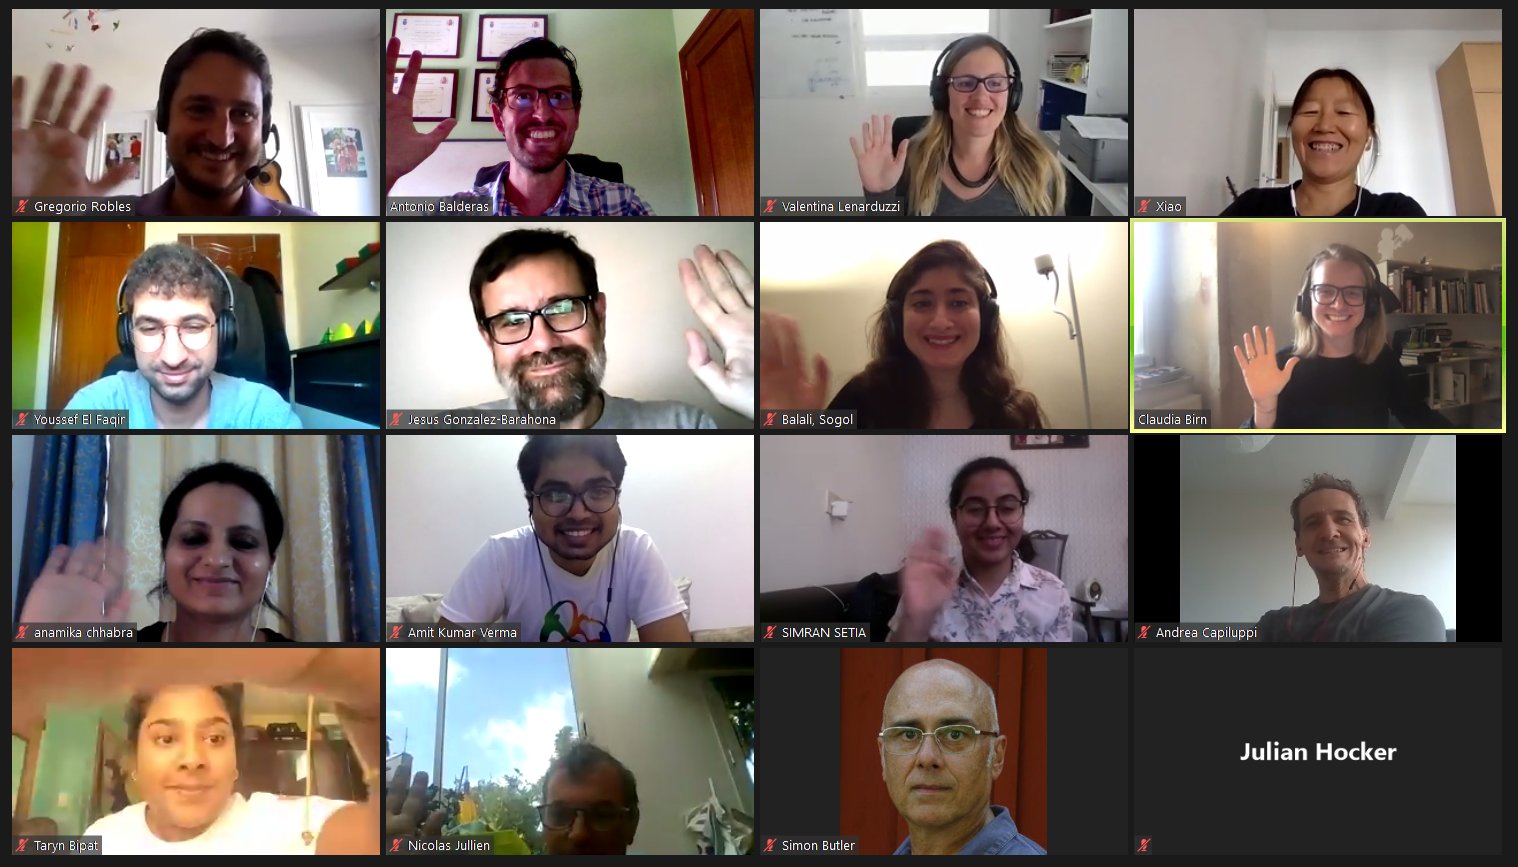 Gregorio Robles
Antonio Balderas
Valentina Lenarduzzi
Xiao
Youssef El Faqir
Jesus Gonzalez-Barahona
Balali, Sogol
Claudia Birn
anamika chhabra
Amit Kumar Verma
SIMRAN SETIA
Andrea Capiluppi
Taryn Bipat
Nicolas Jullien
Simon Butler
Julian Hocker